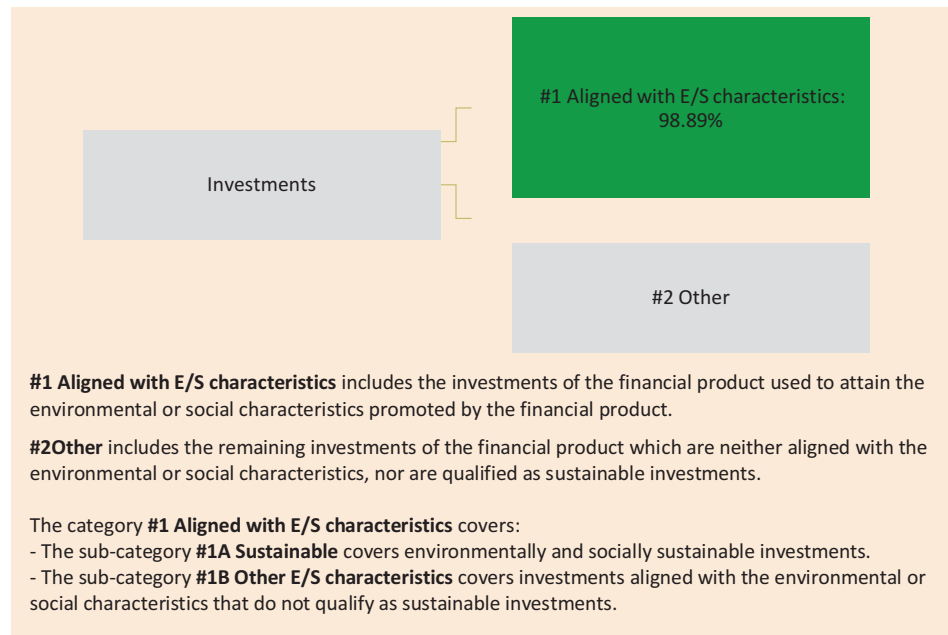 #1 Aligned with E/S characteristics:
98.89%
Investments
#2 Other
#1 Aligned with E/S characteristics includes the investments of the financial product used to attain the
environmental or social characteristics promoted by the financial product.
#2Other includes the remaining investments of the financial product which are neither aligned with the
environmental or social characteristics, nor are qualified as sustainable investments.
The category #1 Aligned with E/S characteristics covers:
- The sub-category #1A Sustainable covers environmentally and socially sustainable investments.
- The sub-category #1B Other E/S characteristics covers investments aligned with the environmental or
social characteristics that do not qualify as sustainable investments.